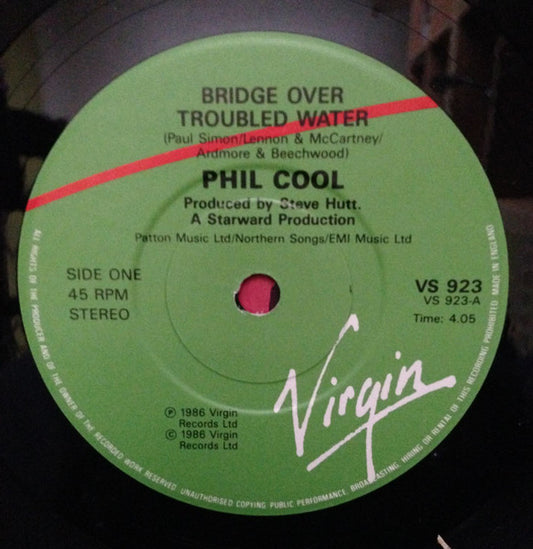 BRIDGE OVER
TROUBLED WATER
(Paul Simon/Lennon & McCartney/
Ardmore & Beechwood)
PHIL COOL
Produced by Steve Hutt.
A Starward Production
Patton Music Ltd/Northern Songs/EMI Music Ltd
SIDE ONE
45 RPM
STEREO
VS 923
VS 923-A
Time: 4.05
Virgin
℗ 1986 Virgin
Records Ltd
© 1986 Virgin
Records Ltd
ALL RIGHTS OF THE PRODUCER AND OF THE OWNER OF THE RECORDED WORK RESERVED. UNAUTHORISED COPYING PUBLIC PERFORMANCE, BROADCASTING, HIRING OR RENTAL OF THIS RECORDING PROHIBITED. MADE IN ENGLAND.